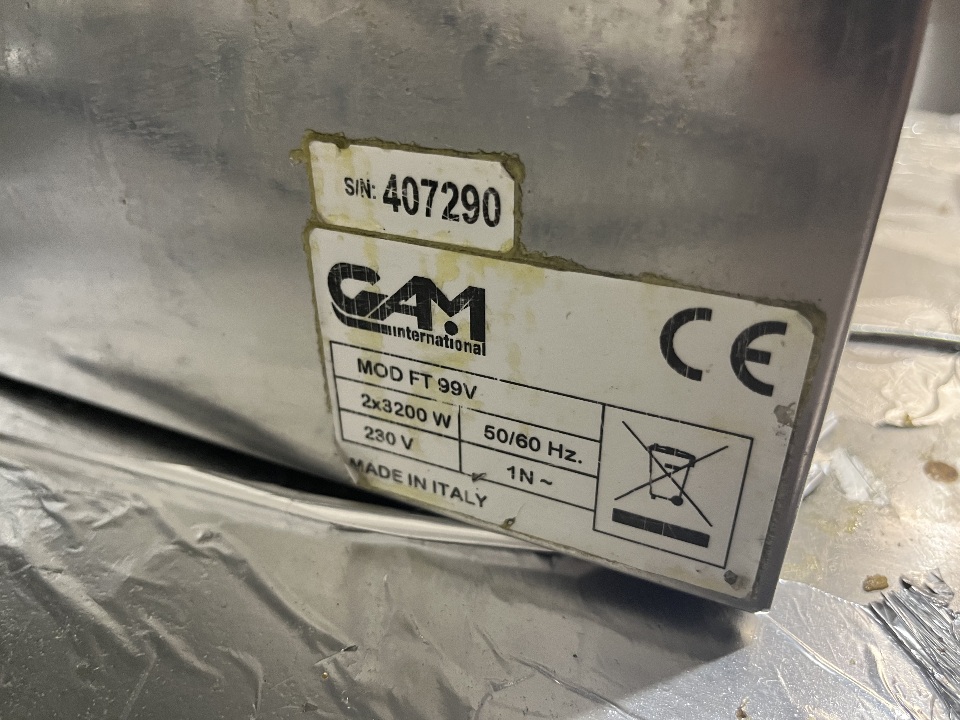 S/N: 407290
GAM
international
CE
MOD FT 99V
2x3200 W
50/60 Hz.
230 V
1N ~
MADE IN ITALY